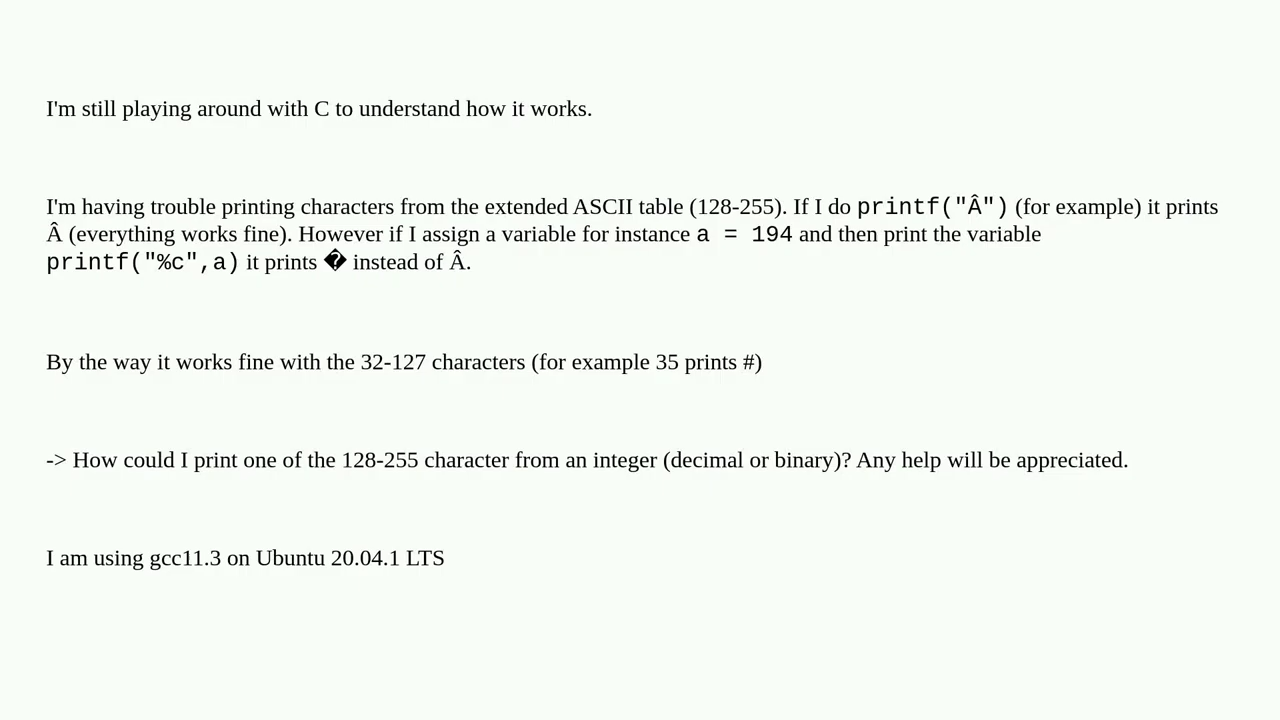 I'm still playing around with C to understand how it works.
I'm having trouble printing characters from the extended ASCII table (128-255). If I do printf("Â") (for example) it prints
Â (everything works fine). However if I assign a variable for instance a = 194 and then print the variable
printf("%c",a) it prints � instead of Â.
By the way it works fine with the 32-127 characters (for example 35 prints #)
-> How could I print one of the 128-255 character from an integer (decimal or binary)? Any help will be appreciated.
I am using gcc11.3 on Ubuntu 20.04.1 LTS